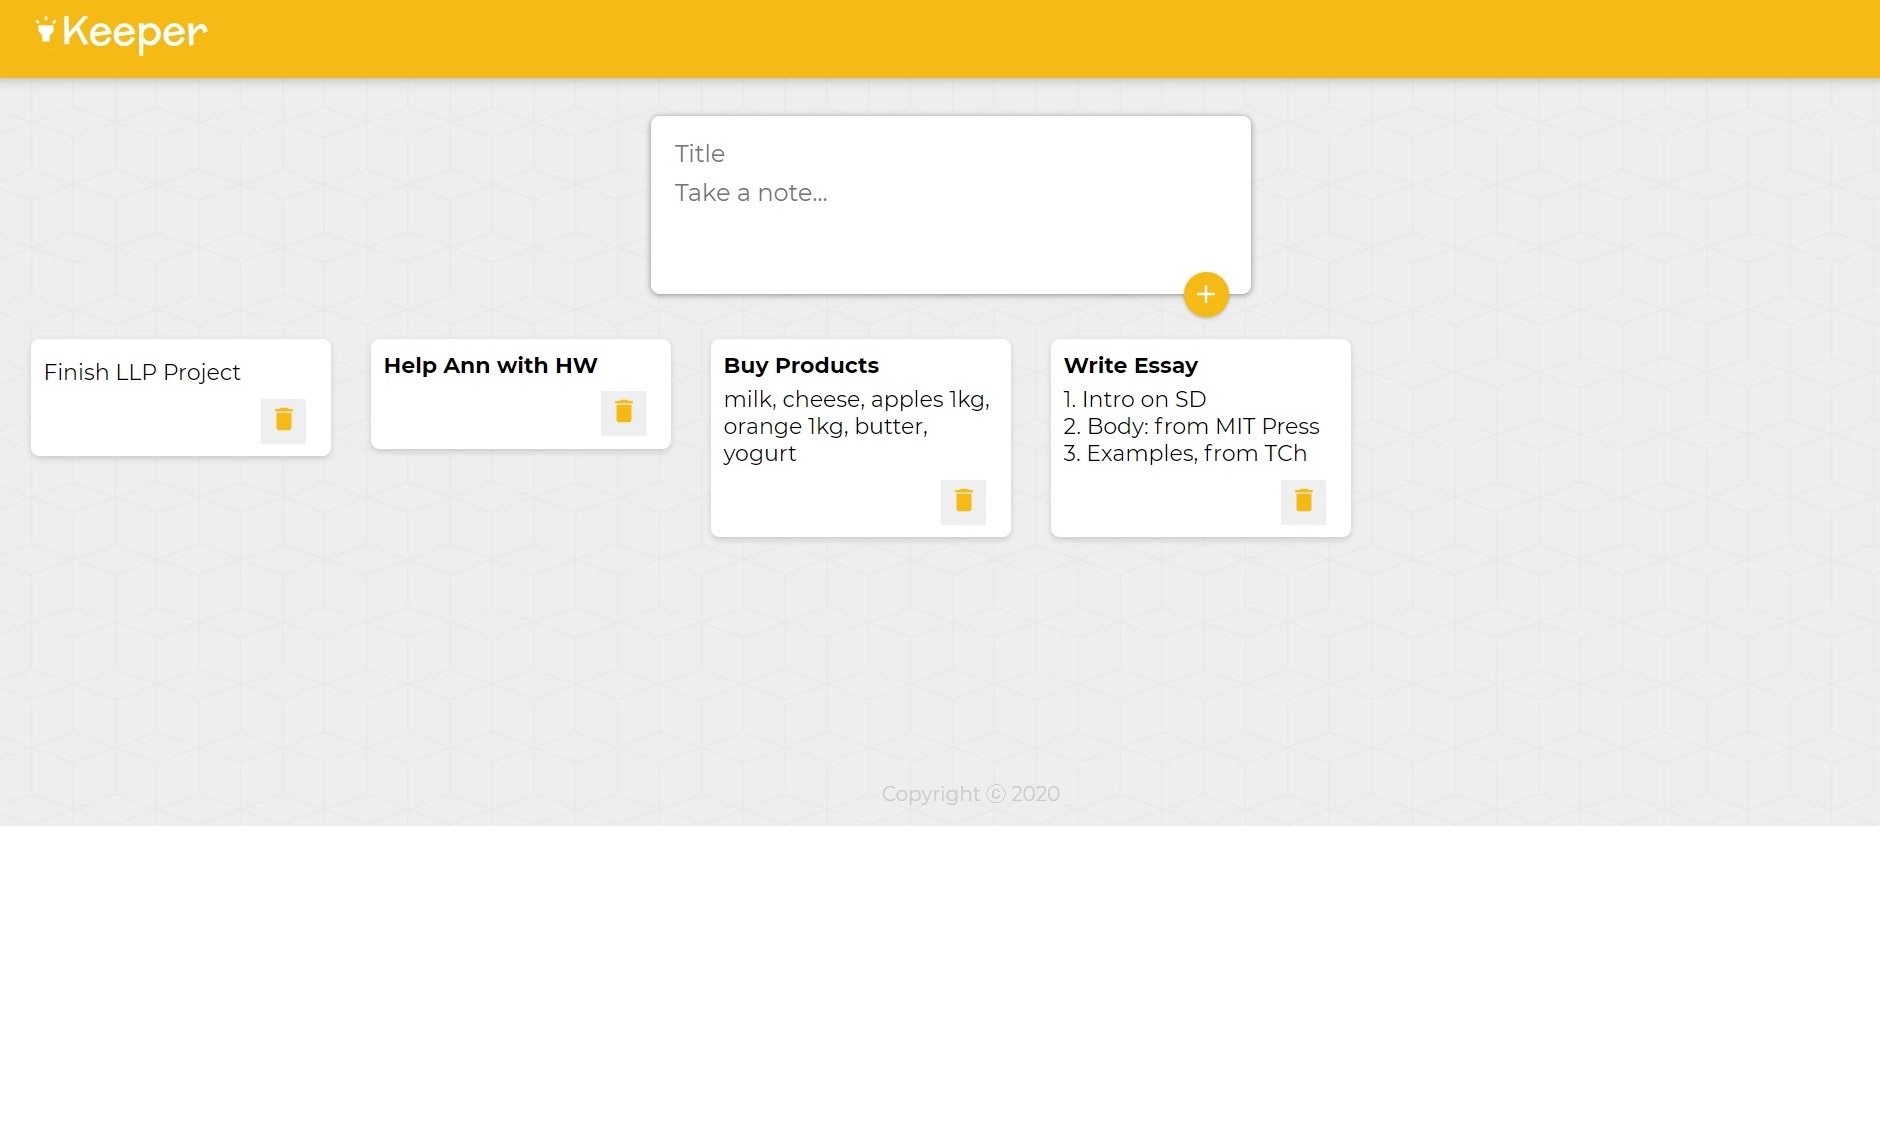 Keeper
Title
Take a note...
Finish LLP Project
Help Ann with HW
Buy Products
milk, cheese, apples 1kg,
orange 1kg, butter,
yogurt
Write Essay
1. Intro on SD
2. Body: from MIT Press
3. Examples, from TCh
Copyright ⓒ 2020